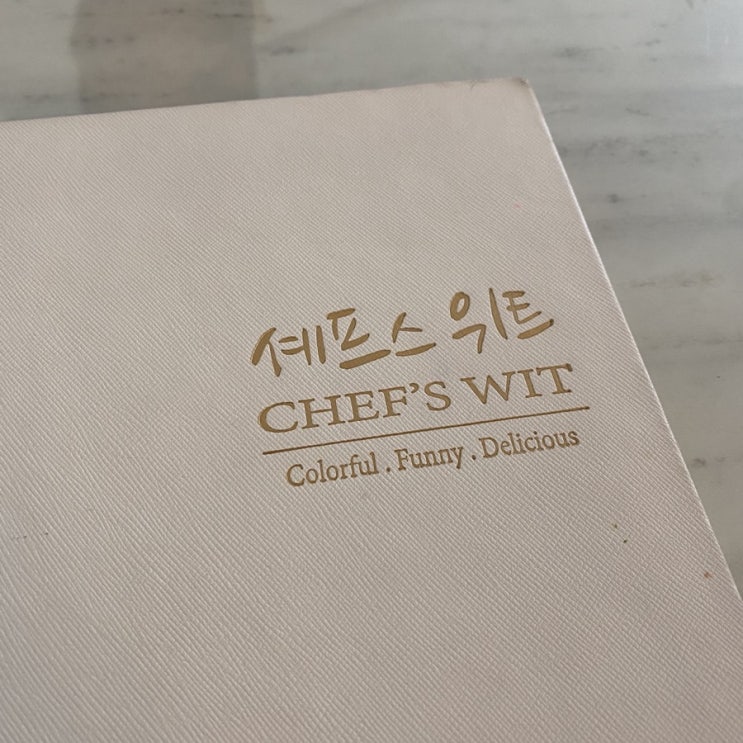 셰프스 위트
CHEF'S WIT
Colorful . Funny . Delicious